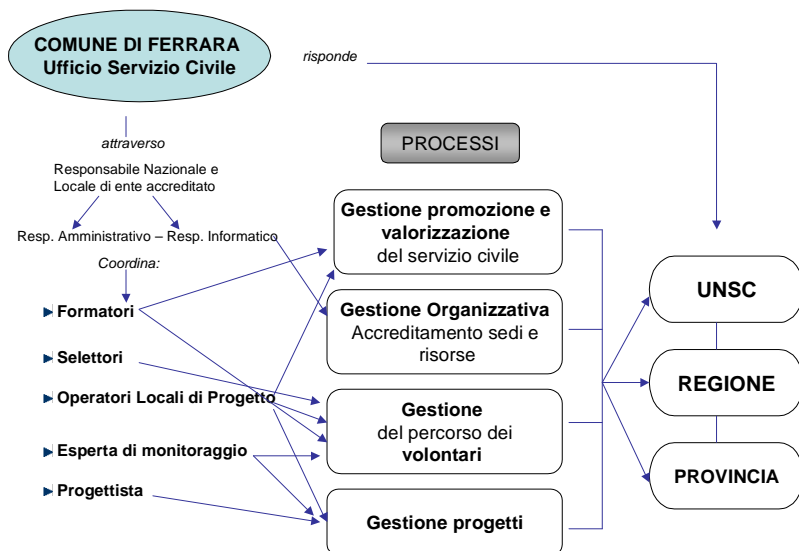 COMUNE DI FERRARA
Ufficio Servizio Civile
risponde
attraverso
Responsabile Nazionale e
Locale di ente accreditato
Resp. Amministrativo – Resp. Informatico
Coordina:
Formatori
Selettori
Operatori Locali di Progetto
Esperta di monitoraggio
Progettista
PROCESSI
Gestione promozione e
valorizzazione
del servizio civile
Gestione Organizzativa
Accreditamento sedi e
risorse
Gestione
del percorso dei
volontari
Gestione progetti
UNSC
REGIONE
PROVINCIA